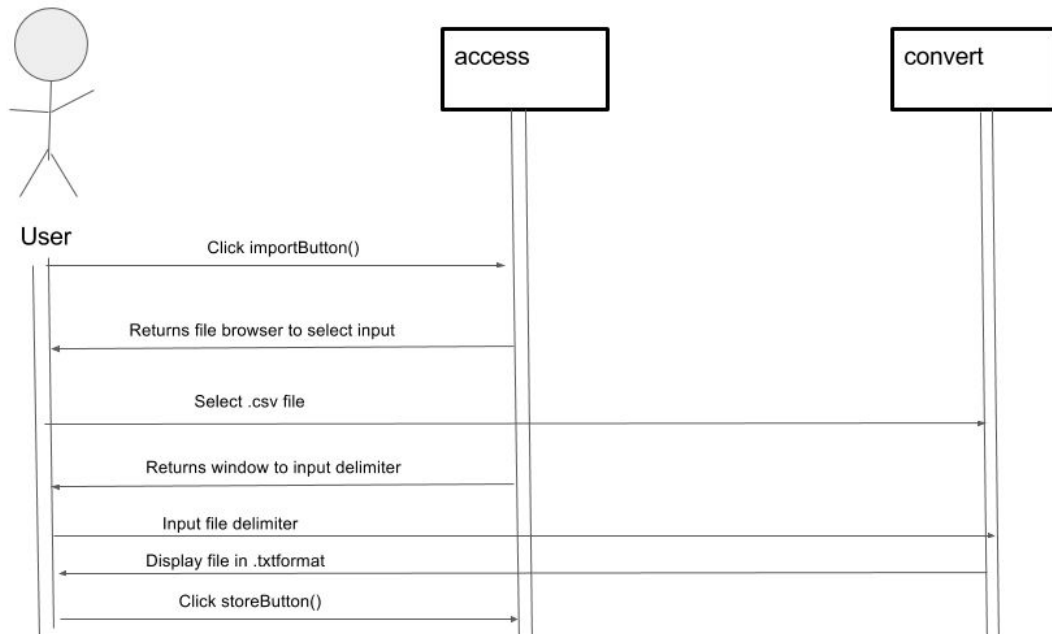 access
convert
User
Click importButton()
Returns file browser to select input
Select .csv file
Returns window to input delimiter
Input file delimiter
Display file in .txtformat
Click storeButton()